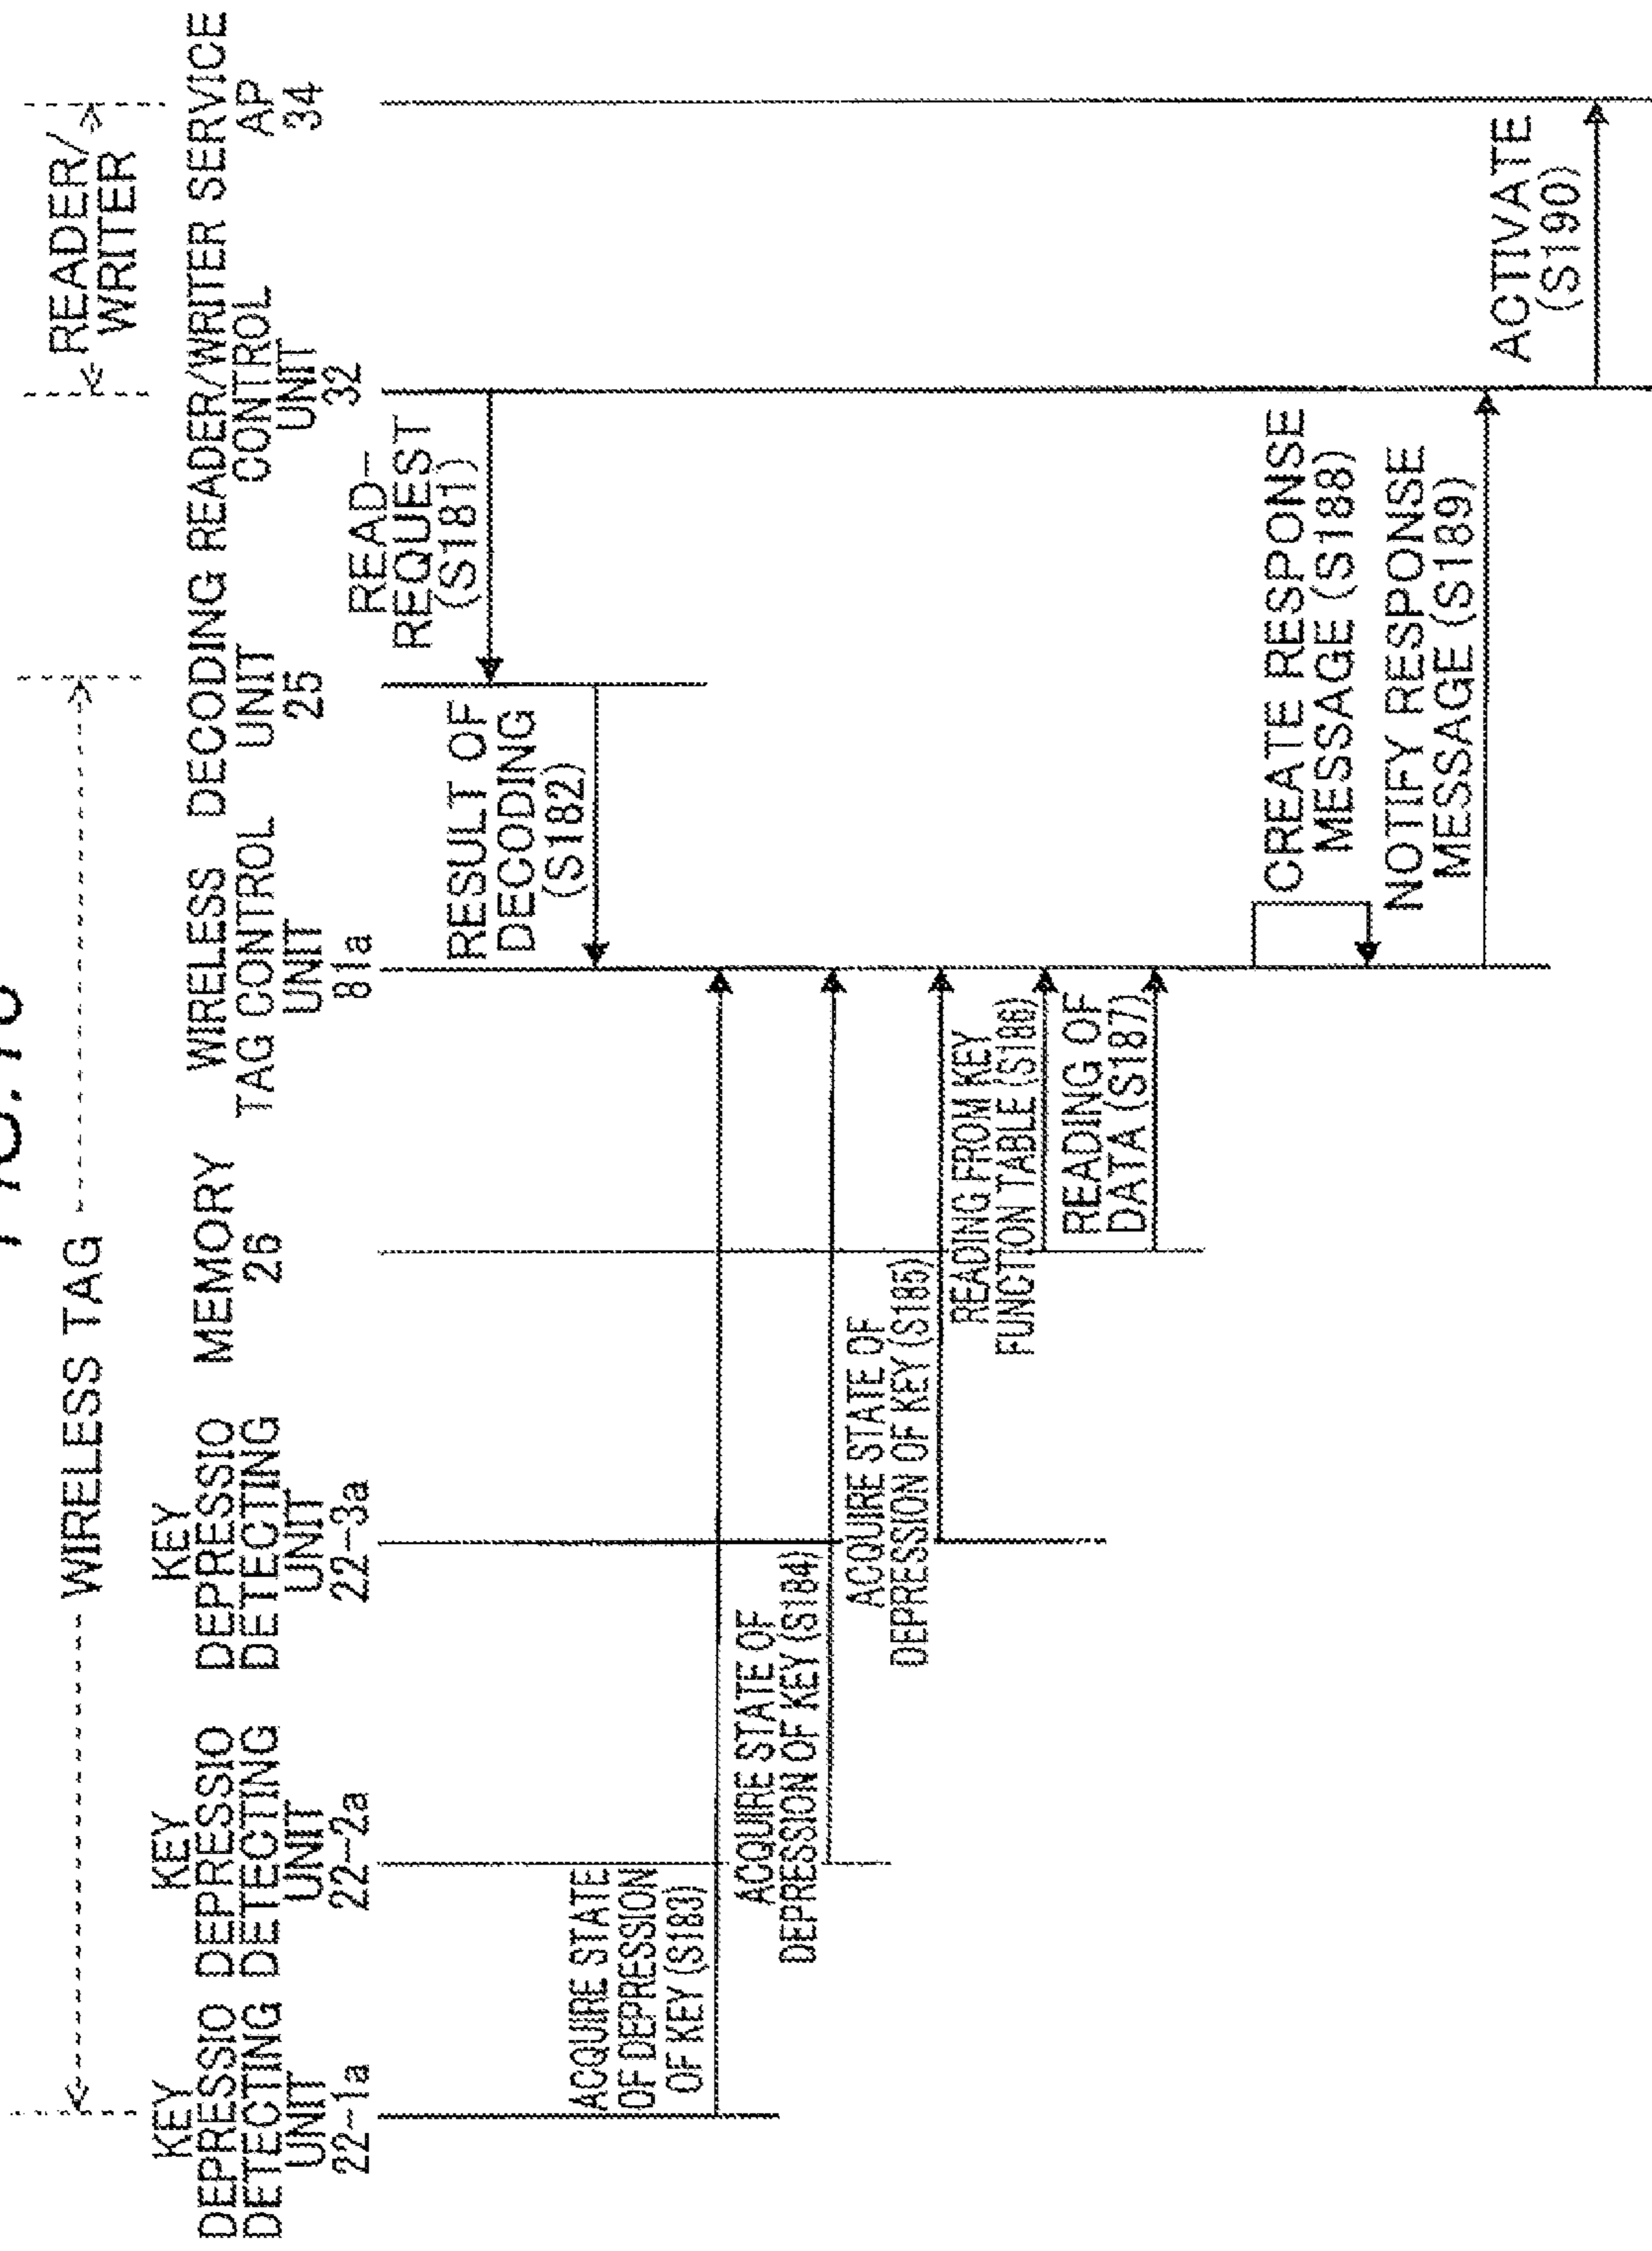 WIRELESS TAG
READER/
WRITER
KEY
DEPRESSIO
DETECTING
UNIT
22-1a
KEY
DEPRESSIO
DETECTING
UNIT
22-2a
KEY
DEPRESSIO
DETECTING
UNIT
22-3a
MEMORY
26
WIRELESS
TAG CONTROL
UNIT
81a
DECODING
UNIT
25
READER/WRITER
CONTROL
UNIT
32
SERVICE
AP
34
READ-
REQUEST
(S181)
RESULT OF
DECODING
(S182)
ACQUIRE STATE
OF DEPRESSION
OF KEY (S183)
ACQUIRE STATE OF
DEPRESSION OF KEY (S184)
ACQUIRE STATE OF
DEPRESSION OF KEY (S185)
READING FROM KEY
FUNCTION TABLE (S186)
READING OF
DATA (S187)
CREATE RESPONSE
MESSAGE (S188)
NOTIFY RESPONSE
MESSAGE (S189)
ACTIVATE
(S190)